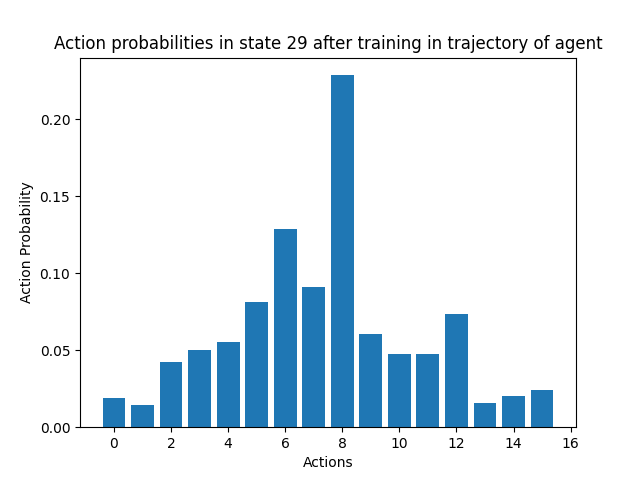 Action probabilities in state 29 after training in trajectory of agent
0.20
0.15
0.10
0.05
0.00
Action Probability
0 2 4 6 8 10 12 14 16
Actions